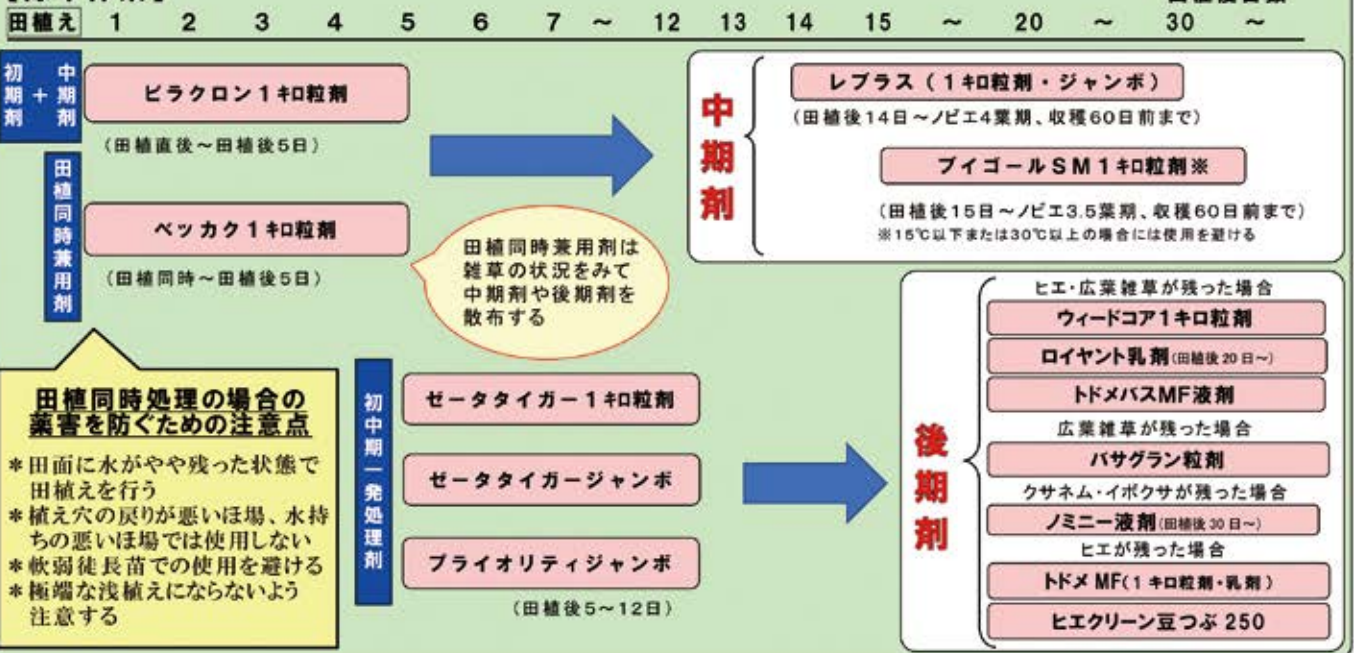 田植え 1 2 3 4 5 6 7 ～ 12 13 14 15 ～ 20 ～ 30 ～
初期剤+中期剤
ピラクロン1キロ粒剤
(田植直後～田植後5日)
田植同時兼用剤
ベッカク1キロ粒剤
(田植同時～田植後5日)
田植同時兼用剤は
雑草の状況をみて
中期剤や後期剤を
散布する
中期剤
レブラス(1キロ粒剤・ジャンボ)
(田植後14日～ノビエ4葉期、収穫60日前まで)
ブイゴールSM1キロ粒剤※
(田植後15日～ノビエ3.5葉期、収穫60日前まで)
※15℃以下または30℃以上の場合には使用を避ける
田植同時処理の場合の
薬害を防ぐための注意点
＊田面に水がやや残った状態で
田植えを行う
＊植え穴の戻りが悪いほ場、水持
ちの悪いほ場では使用しない
＊軟弱徒長苗での使用を避ける
＊極端な浅植えにならないよう
注意する
初中期一発処理剤
ゼータタイガー1キロ粒剤
ゼータタイガージャンボ
プライオリティジャンボ
(田植後5～12日)
後期剤
ヒエ・広葉雑草が残った場合
ウィードコア1キロ粒剤
ロイヤント乳剤(田植後20日～)
トドメバスMF液剤
広葉雑草が残った場合
バサグラン粒剤
クサネム・イボクサが残った場合
ノミニー液剤(田植後30日～)
ヒエが残った場合
トドメMF(1キロ粒剤・乳剤)
ヒエクリーン豆つぶ250